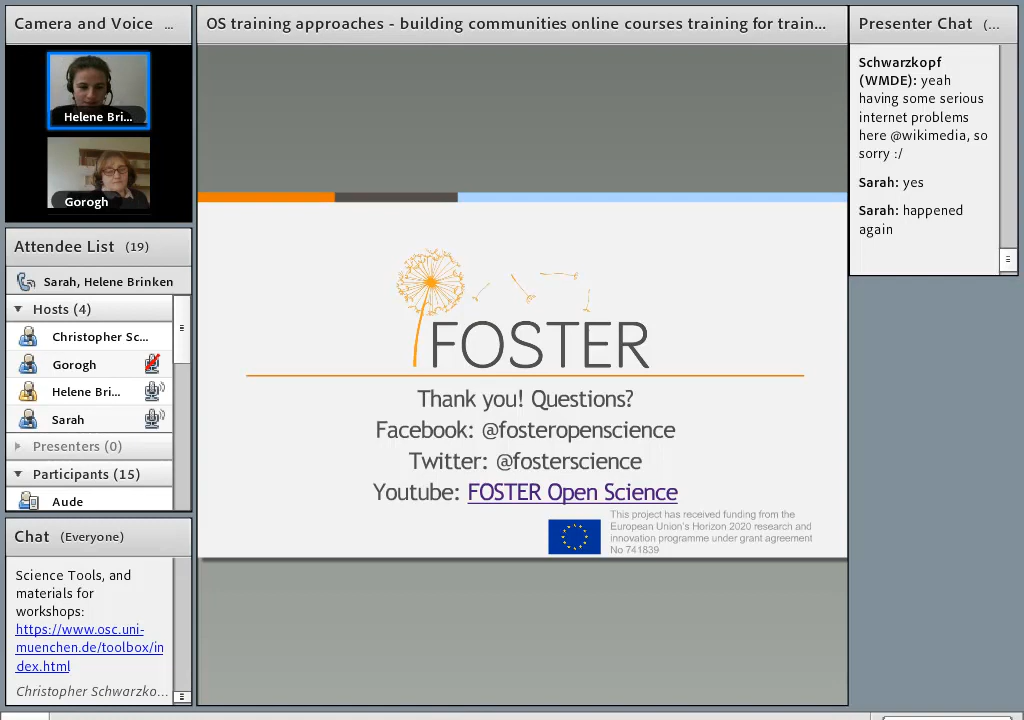 Camera and Voice ...
Helene Bri...
Gorogh
Attendee List (19)
Sarah, Helene Brinken
Hosts (4)
Christopher Sc...
Gorogh
Helene Bri...
Sarah
Presenters (0)
Participants (15)
Aude
Chat (Everyone)
Science Tools, and
materials for
workshops:
https://www.osc.uni-
muenchen.de/toolbox/in
dex.html
Christopher Schwarzko...
OS training approaches - building communities online courses training for train...
FOSTER
Thank you! Questions?
Facebook: @fosteropenscience
Twitter: @fosterscience
Youtube: FOSTER Open Science
This project has received funding from the
European Union's Horizon 2020 research and
innovation programme under grant agreement
No 741839
Presenter Chat (...
Schwarzkopf
(WMDE): yeah
having some serious
internet problems
here @wikimedia, so
sorry :/
Sarah: yes
Sarah: happened
again